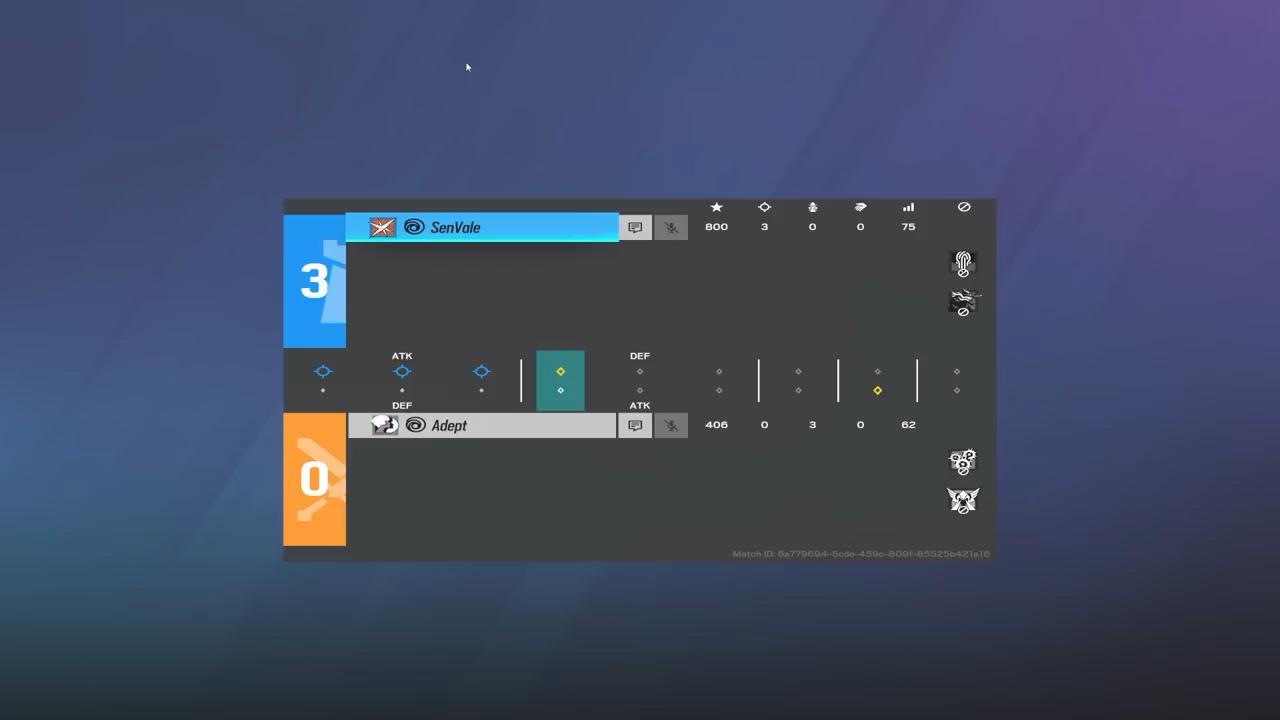 SenVale 800 3 0 0 75
3
ATK DEF
DEF ATK
Adept 406 0 3 0 62
0
Match ID: 6a779694-5cde-459c-809f-85525b421a16